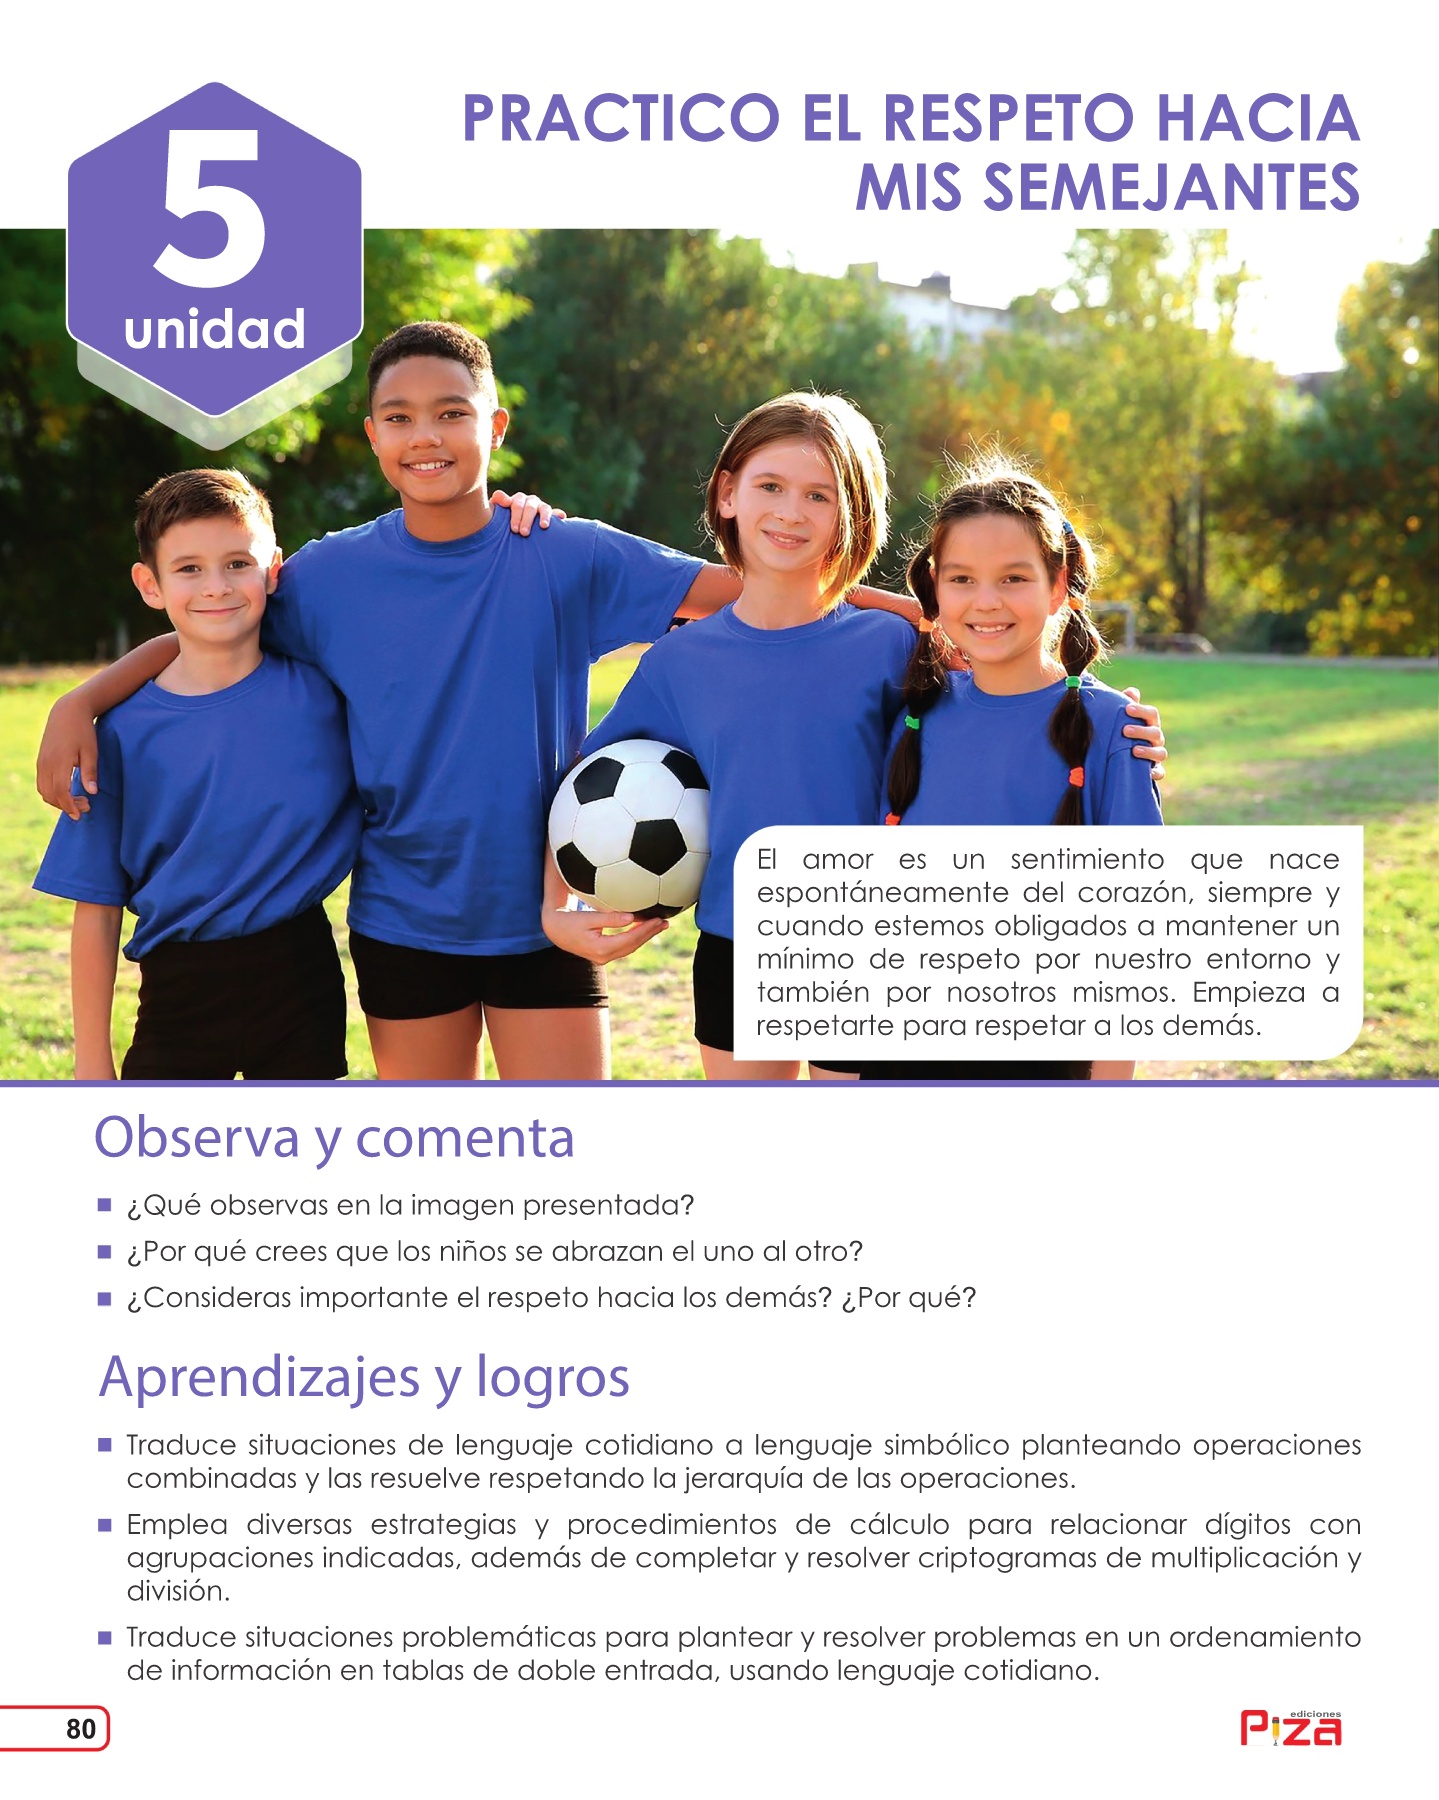 5
unidad
PRACTICO EL RESPETO HACIA
MIS SEMEJANTES
El amor es un sentimiento que nace
espontáneamente del corazón, siempre y
cuando estemos obligados a mantener un
mínimo de respeto por nuestro entorno y
también por nosotros mismos. Empieza a
respetarte para respetar a los demás.
Observa y comenta
¿Qué observas en la imagen presentada?
¿Por qué crees que los niños se abrazan el uno al otro?
¿Consideras importante el respeto hacia los demás? ¿Por qué?
Aprendizajes y logros
Traduce situaciones de lenguaje cotidiano a lenguaje simbólico planteando operaciones
combinadas y las resuelve respetando la jerarquía de las operaciones.
Emplea diversas estrategias y procedimientos de cálculo para relacionar dígitos con
agrupaciones indicadas, además de completar y resolver criptogramas de multiplicación y
división.
Traduce situaciones problemáticas para plantear y resolver problemas en un ordenamiento
de información en tablas de doble entrada, usando lenguaje cotidiano.
80
ediciones
Piza